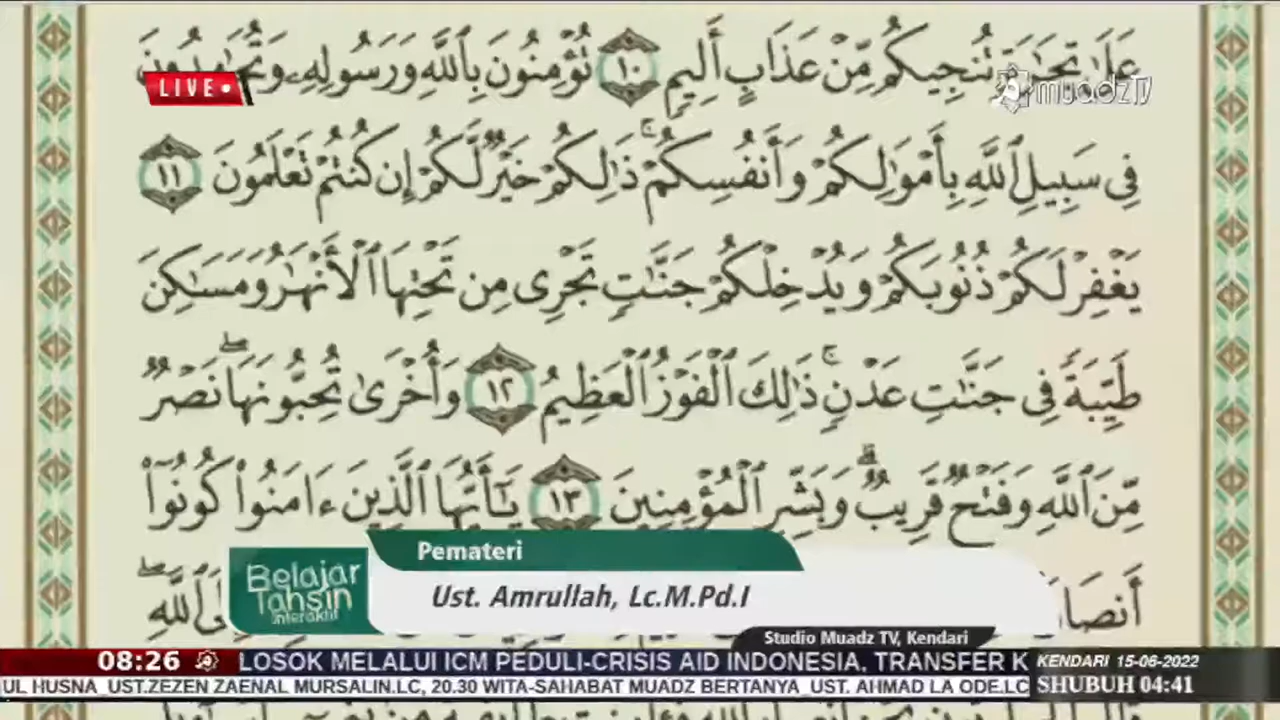 عَلَىٰ تِجَٰرَةٍ تُنجِيكُم مِّنْ عَذَابٍ أَلِيمٍ ١٠ تُؤْمِنُونَ بِٱللَّهِ وَرَسُولِهِۦ وَتُجَٰهِدُونَ
LIVE
muadzTV
فِى سَبِيلِ ٱللَّهِ بِأَمْوَٰلِكُمْ وَأَنفُسِكُمْ ۚ ذَٰلِكُمْ خَيْرٌ لَّكُمْ إِن كُنتُمْ تَعْلَمُونَ ١١
يَغْفِرْ لَكُمْ ذُنُوبَكُمْ وَيُدْخِلْكُمْ جَنَّٰتٍ تَجْرِى مِن تَحْتِهَا ٱلْأَنْهَٰرُ وَمَسَٰكِنَ
طَيِّبَةً فِى جَنَّٰتِ عَدْنٍ ۚ ذَٰلِكَ ٱلْفَوْزُ ٱلْعَظِيمُ ١٢ وَأُخْرَىٰ تُحِبُّونَهَا ۖ نَصْرٌ
مِّنَ ٱللَّهِ وَفَتْحٌ قَرِيبٌ ۗ وَبَشِّرِ ٱلْمُؤْمِنِينَ ١٣ يَٰٓأَيُّهَا ٱلَّذِينَ ءَامَنُوا۟ كُونُوٓا۟
ٱللَّهِ
Pemateri
Belajar Tahsin interaktif
Ust. Amrullah, Lc.M.Pd.I
Studio Muadz TV, Kendari
08:26 LOSOK MELALUI ICM PEDULI-CRISIS AID INDONESIA, TRANSFER K KENDARI 15-06-2022
UL HUSNA_UST.ZEZEN ZAENAL MURSALIN.LC, 20.30 WITA-SAHABAT MUADZ BERTANYA_UST. AHMAD LA ODE.LC SHUBUH 04:41